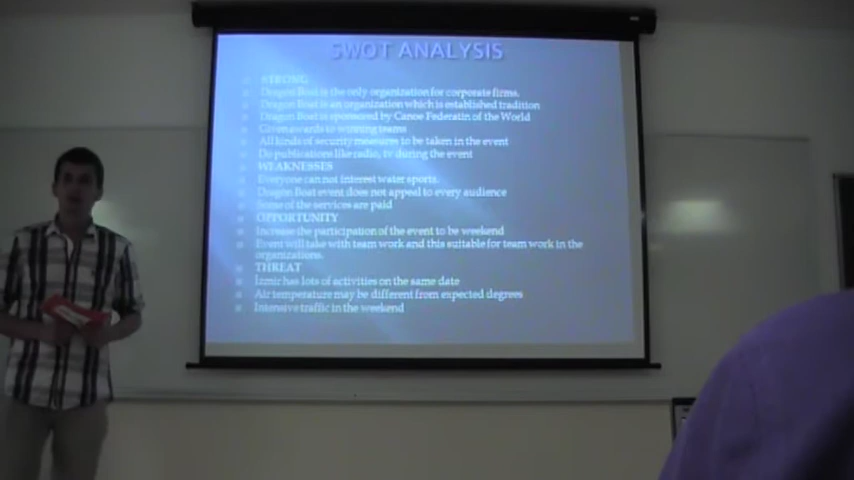 SWOT ANALYSIS
STRONG
Dragon Boat is the only organization for corporate firms.
Dragon Boat is an organization which is established tradition
Dragon Boat is sponsored by Canoe Federatin of the World
Given awards to winning teams
All kinds of security measures to be taken in the event
Do publications like radio, tv during the event
WEAKNESSES
Everyone can not interest water sports.
Dragon Boat event does not appeal to every audience
Some of the services are paid
OPPORTUNITY
Increase the participation of the event to be weekend
Event will take with team work and this suitable for team work in the
organizations.
THREAT
Izmir has lots of activities on the same date
Air temperature may be different from expected degrees
Intensive traffic in the weekend